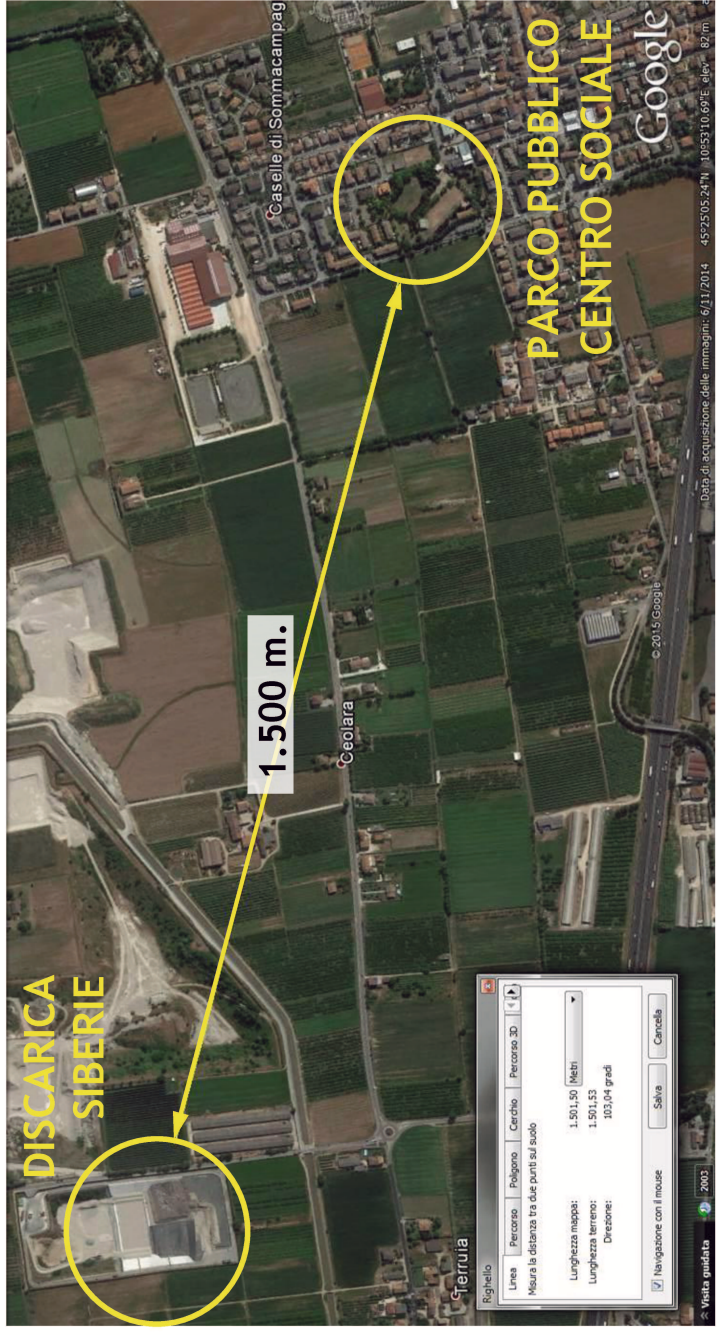 DISCARICA
SIBERIE
1.500 m.
Caselle di Sommacampag
PARCO PUBBLICO
CENTRO SOCIALE
Ceolara
Terruia
Righello
Linea
Percorso
Poligono
Cerchio
Percorso 3D
Misura la distanza tra due punti sul suolo
Lunghezza mappa: 1.501,50 Metri
Lunghezza terreno: 1.501,53
Direzione: 103,04 gradi
Navigazione con il mouse
Salva
Cancella
© 2015 Google
Google
Visita guidata
2003
Data di acquisizione delle immagini: 6/11/2014 45°25'05.24"N 10°53'10.69"E elev 82 m a